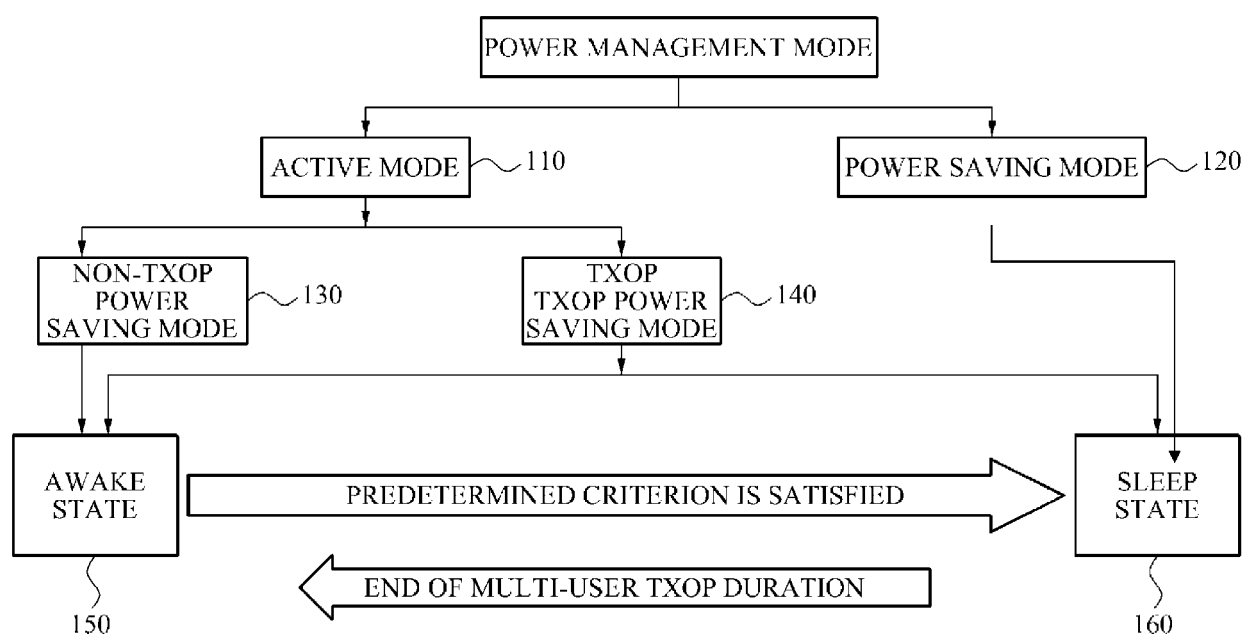 POWER MANAGEMENT MODE
ACTIVE MODE
110
POWER SAVING MODE
120
NON-TXOP
POWER
SAVING MODE
130
TXOP
TXOP POWER
SAVING MODE
140
AWAKE
STATE
PREDETERMINED CRITERION IS SATISFIED
SLEEP
STATE
END OF MULTI-USER TXOP DURATION
150
160